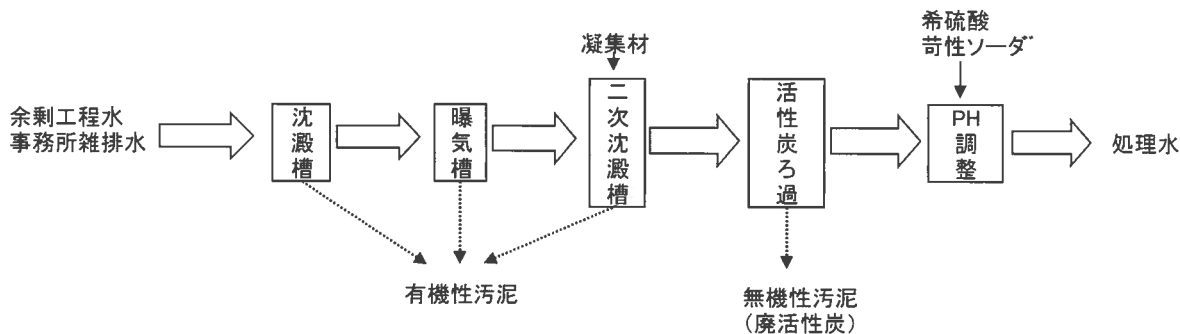 希硫酸
苛性ソーダ
凝集材
余剰工程水
事務所雑排水
沈澱槽
曝気槽
二次沈澱槽
活性炭ろ過
PH調整
処理水
有機性汚泥
無機性汚泥
(廃活性炭)